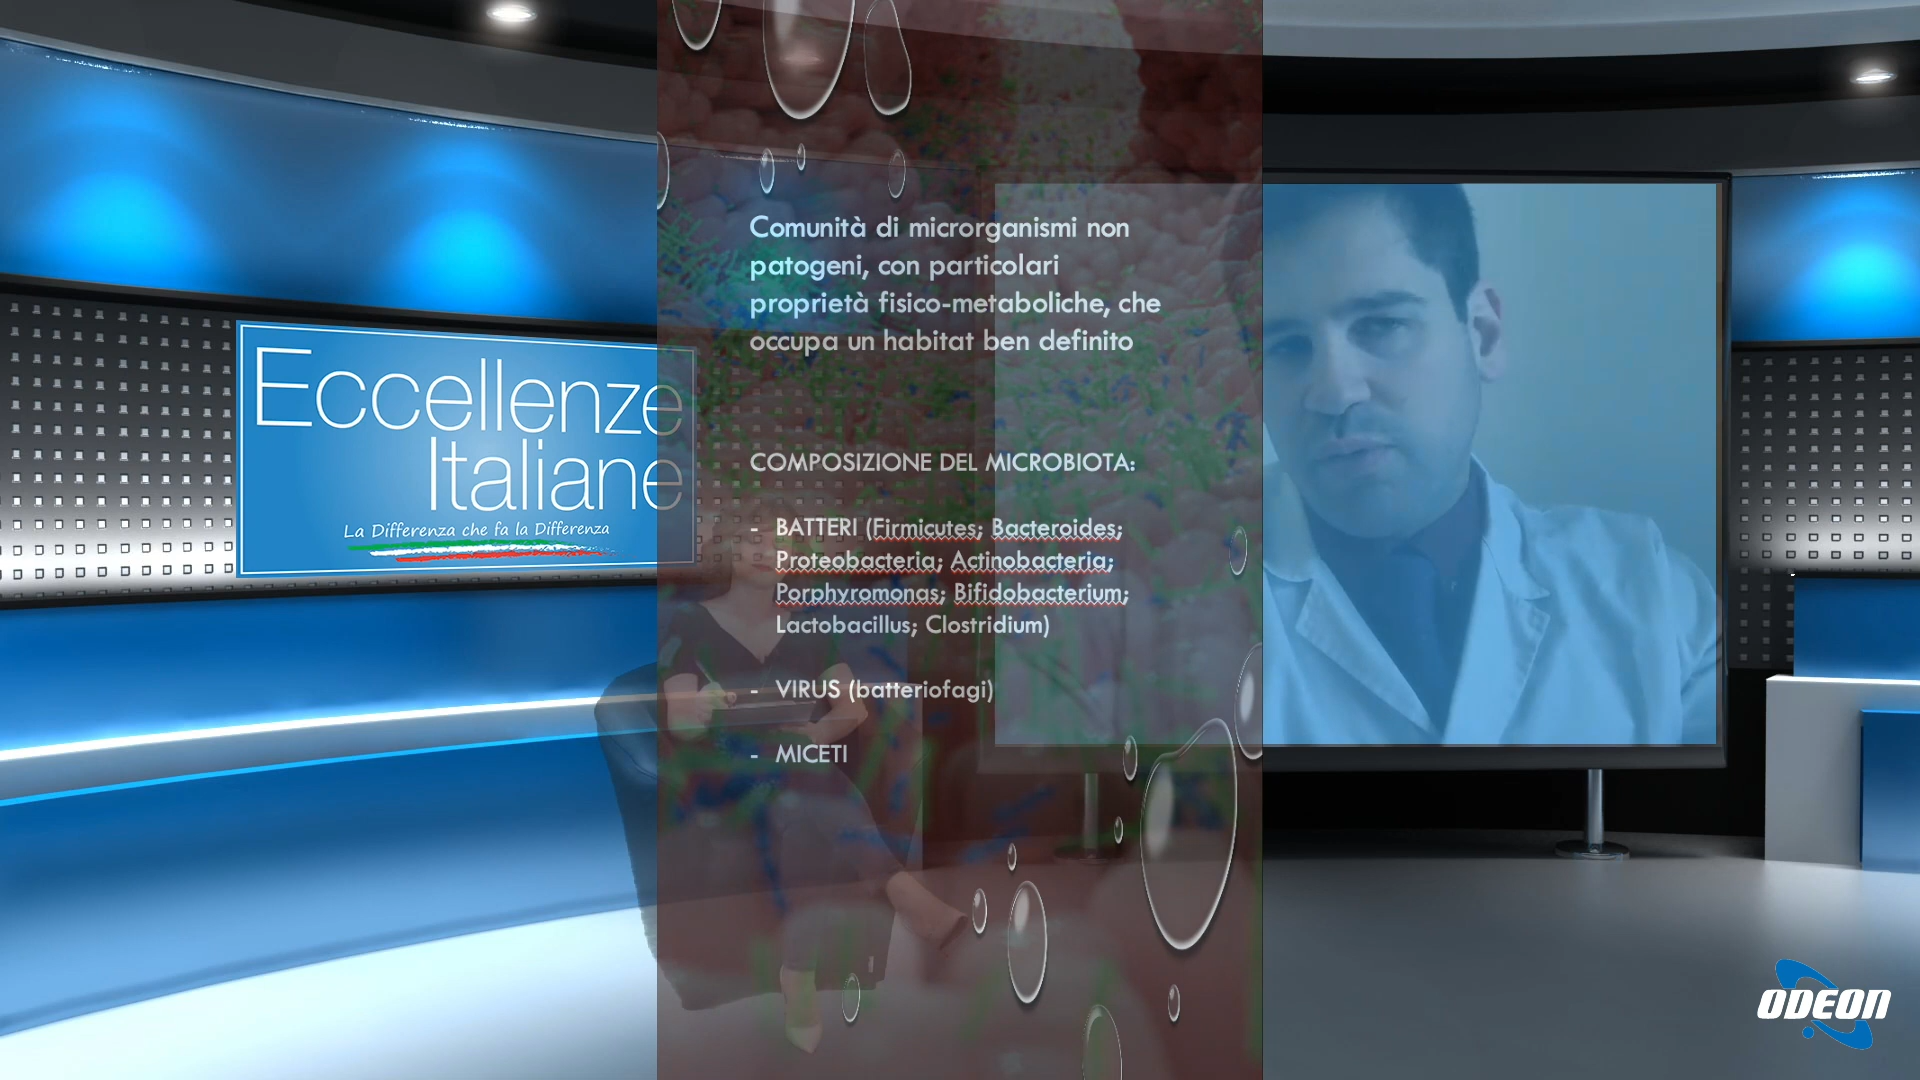 Eccellenze
Italiane
La Differenza che fa la Differenza
Comunità di microrganismi non
patogeni, con particolari
proprietà fisico-metaboliche, che
occupa un habitat ben definito
COMPOSIZIONE DEL MICROBIOTA:
- BATTERI (Firmicutes; Bacteroides;
Proteobacteria; Actinobacteria;
Porphyromonas; Bifidobacterium;
Lactobacillus; Clostridium)
- VIRUS (batteriofagi)
- MICETI
ODEON